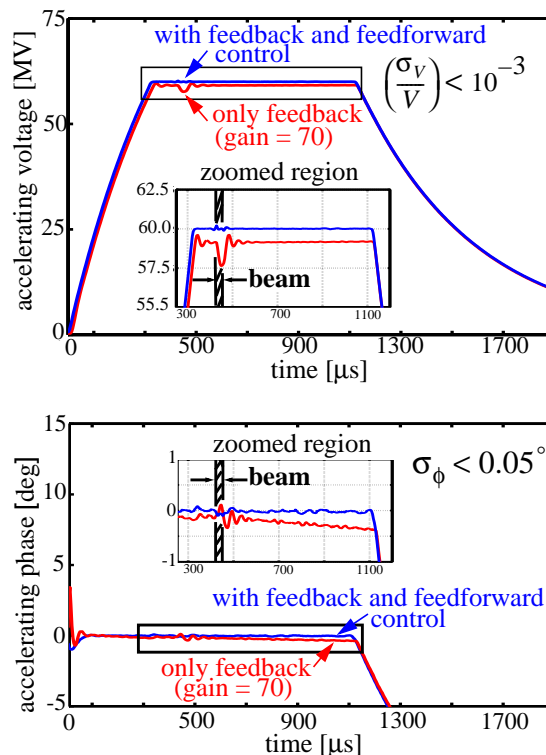 accelerating voltage [MV]
75
50
25
0
with feedback and feedforward
control
only feedback
(gain = 70)
(σV/V) < 10-3
zoomed region
62.5
60.0
57.5
55.5
beam
300
700
1100
0
500
900
1300
1700
time [μs]
accelerating phase [deg]
15
10
5
0
-5
zoomed region
1
0
-1
beam
300
700
1100
σϕ < 0.05°
with feedback and feedforward
control
only feedback
(gain = 70)
0
500
900
1300
1700
time [μs]